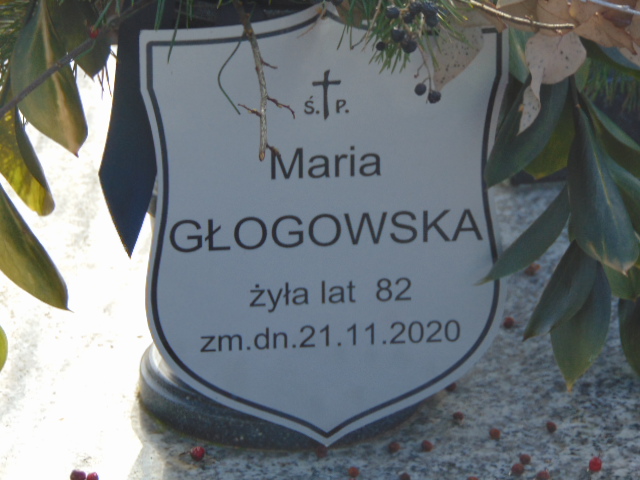 Ś. P.
Maria
GŁOGOWSKA
żyła lat 82
zm.dn.21.11.2020